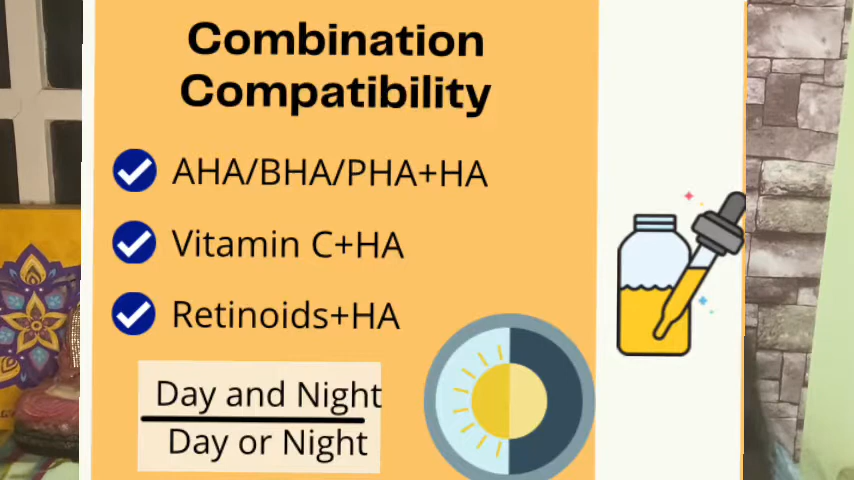 Combination
Compatibility
AHA/BHA/PHA+HA
Vitamin C+HA
Retinoids+HA
Day and Night
Day or Night